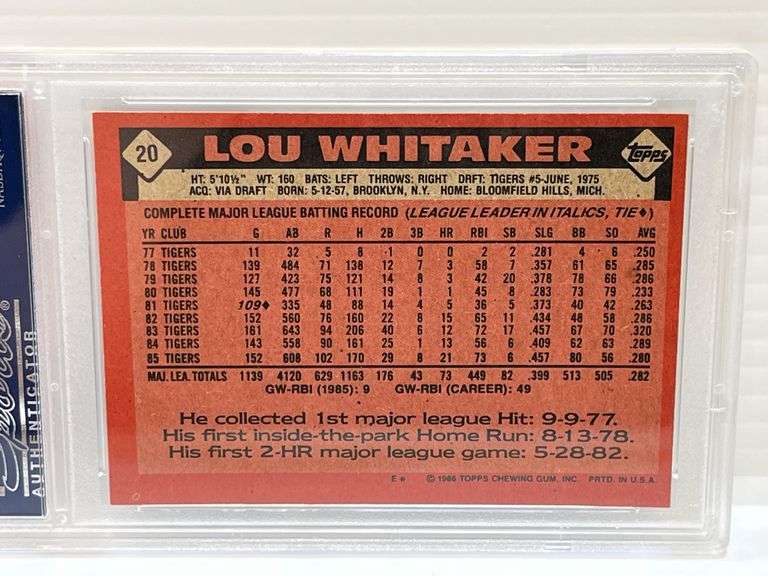 20 LOU WHITAKER Topps
HT: 5'10½" WT: 160 BATS: LEFT THROWS: RIGHT DRFT: TIGERS #5-JUNE, 1975
ACQ: VIA DRAFT BORN: 5-12-57, BROOKLYN, N.Y. HOME: BLOOMFIELD HILLS, MICH.
COMPLETE MAJOR LEAGUE BATTING RECORD (LEAGUE LEADER IN ITALICS, TIE♦)
YR CLUB G AB R H 2B 3B HR RBI SB SLG BB SO AVG
77 TIGERS 11 32 5 8 1 0 0 2 2 .281 4 6 .250
78 TIGERS 139 484 71 138 12 7 3 58 7 .357 61 65 .285
79 TIGERS 127 423 75 121 14 8 3 42 20 .378 78 66 .286
80 TIGERS 145 477 68 111 19 1 1 45 8 .283 73 79 .233
81 TIGERS 109♦ 335 48 88 14 4 5 36 5 .373 40 42 .263
82 TIGERS 152 560 76 160 22 8 15 65 11 .434 48 58 .286
83 TIGERS 161 643 94 206 40 6 12 72 17 .457 67 70 .320
84 TIGERS 143 558 90 161 25 1 13 56 6 .409 62 63 .289
85 TIGERS 152 608 102 170 29 8 21 73 6 .457 80 56 .280
MAJ. LEA. TOTALS 1139 4120 629 1163 176 43 73 449 82 .399 513 505 .282
GW-RBI (1985): 9 GW-RBI (CAREER): 49
He collected 1st major league Hit: 9-9-77.
His first inside-the-park Home Run: 8-13-78.
His first 2-HR major league game: 5-28-82.
E* © 1986 TOPPS CHEWING GUM, INC. PRTD. IN U.S.A.
Sports ®
AUTHENTICATOR